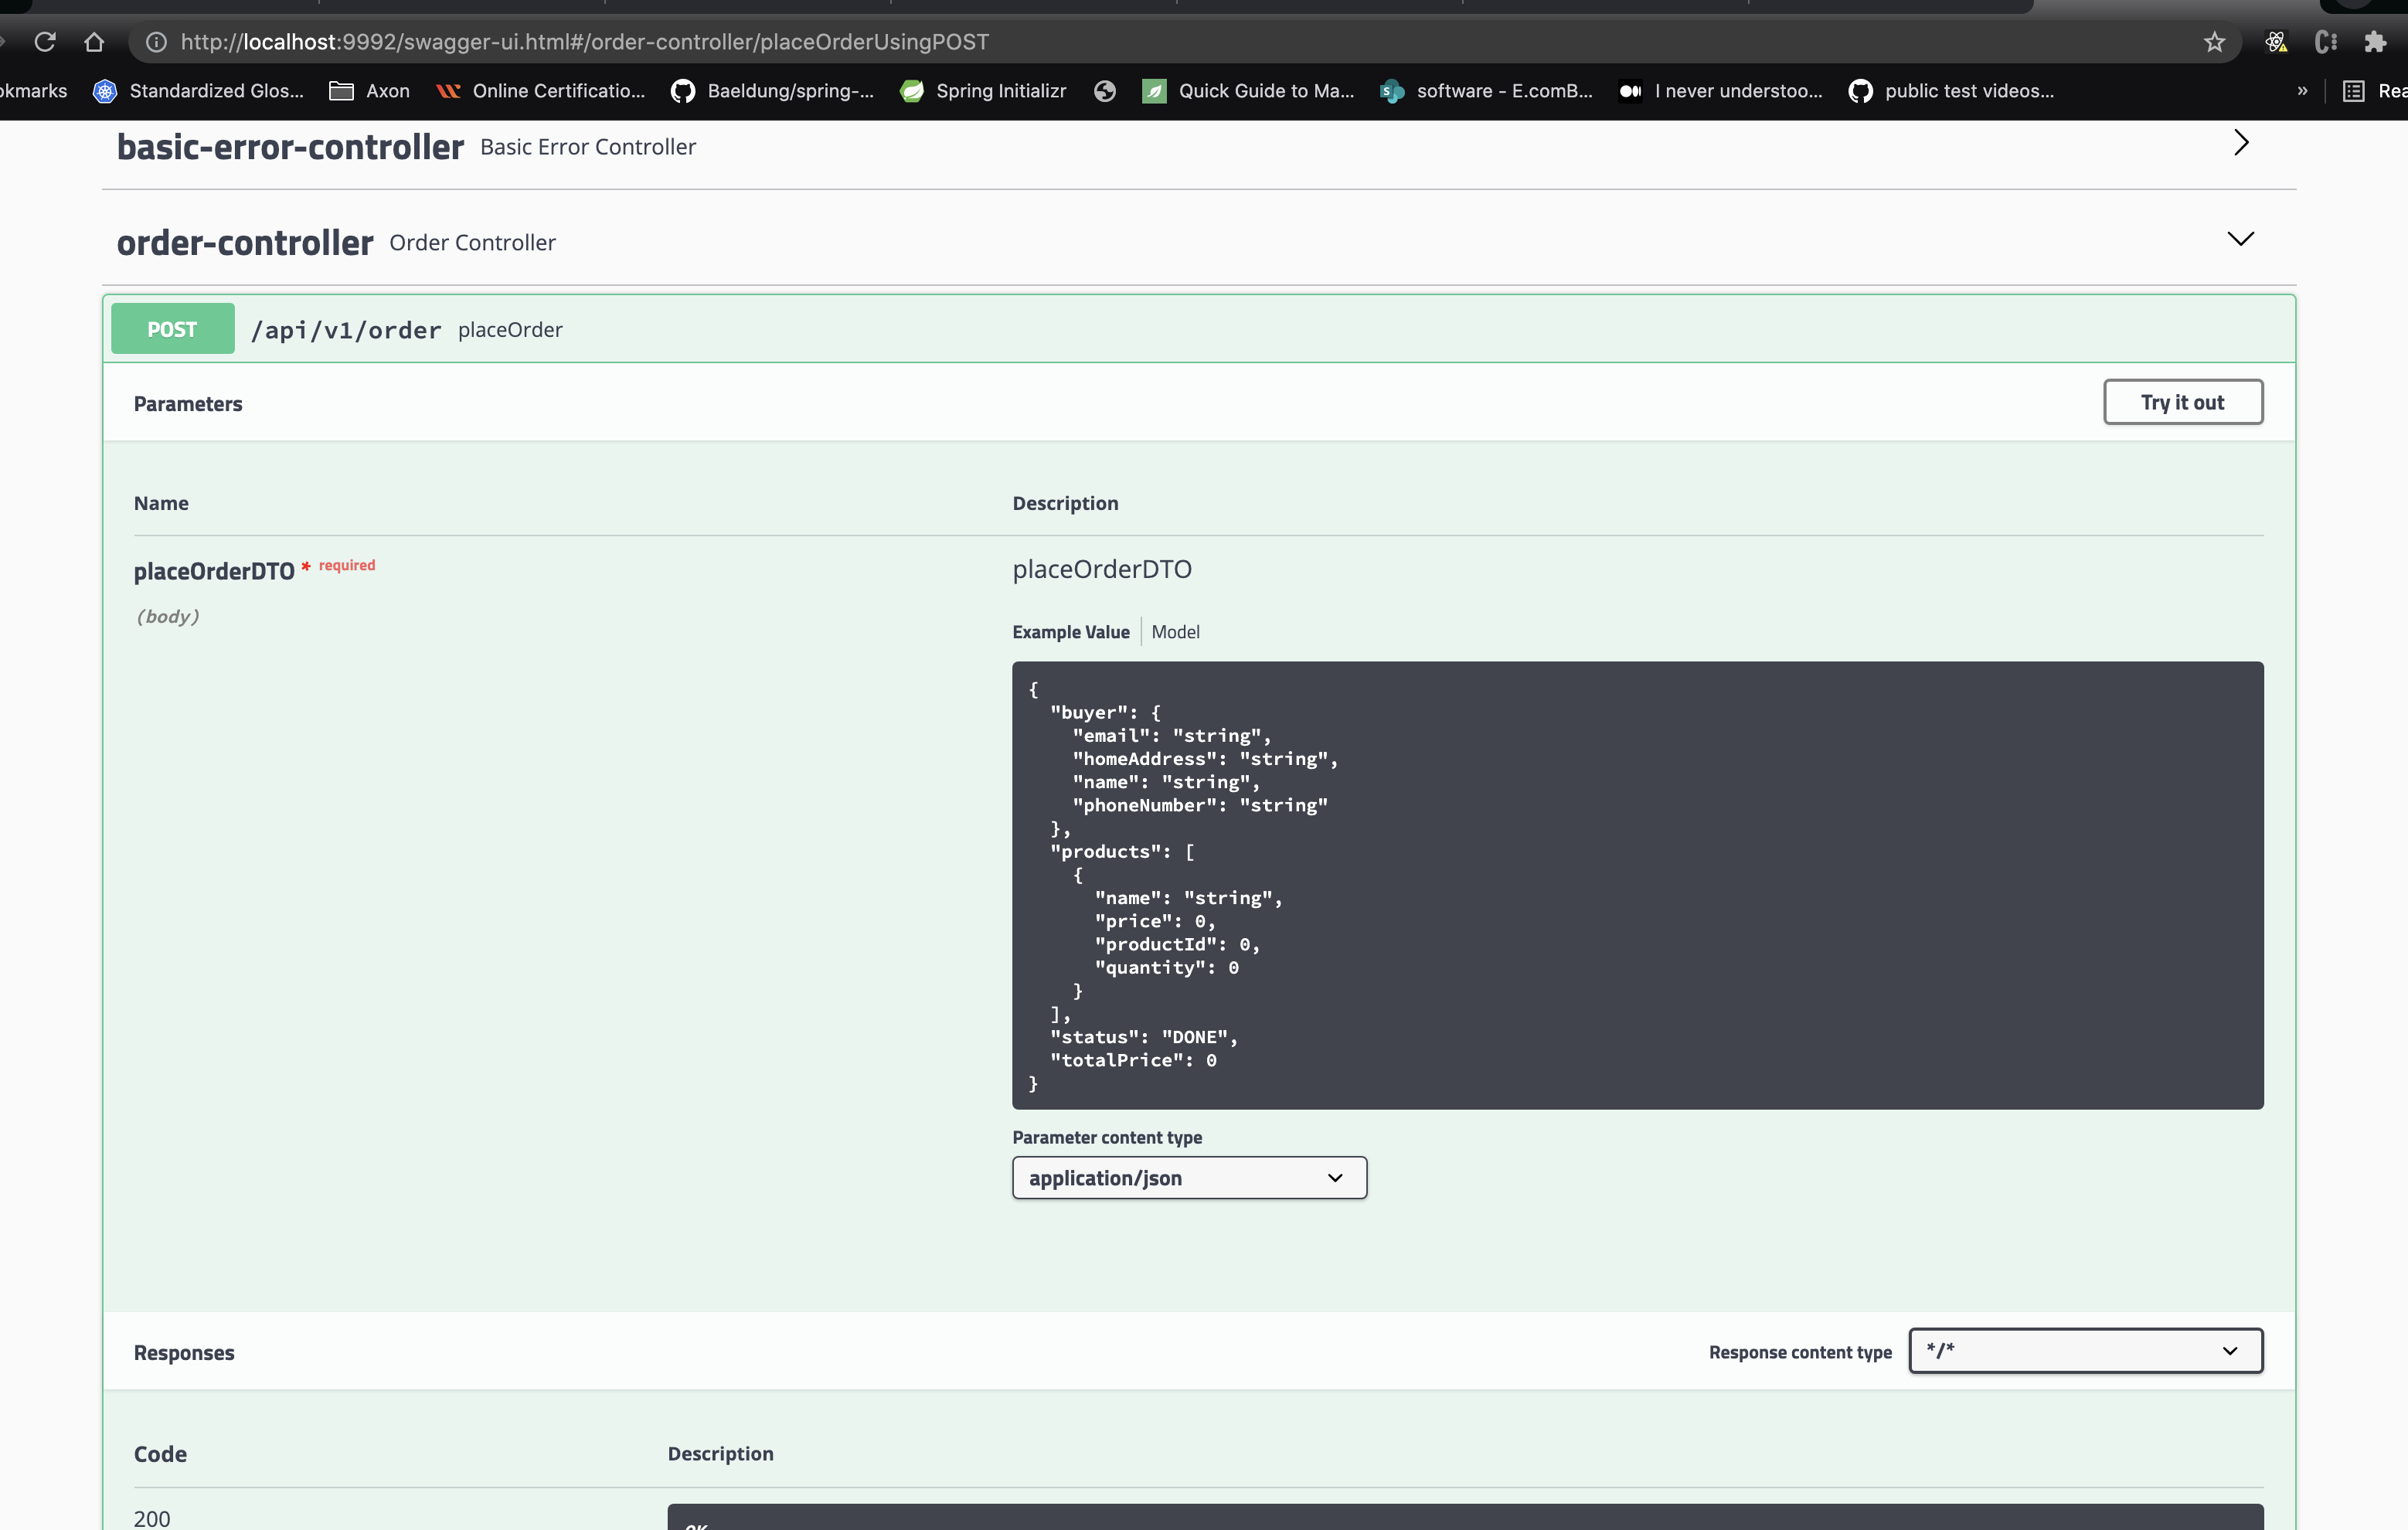 http://localhost:9992/swagger-ui.html#/order-controller/placeOrderUsingPOST
okmarks Standardized Glos... Axon Online Certificatio... Baeldung/spring-... Spring Initializr Quick Guide to Ma... software - E.comB... I never understoo... public test videos... » Rea
basic-error-controller Basic Error Controller
order-controller Order Controller
POST /api/v1/order placeOrder
Parameters Try it out
Name Description
placeOrderDTO * required placeOrderDTO
(body)
Example Value Model
{
"buyer": {
"email": "string",
"homeAddress": "string",
"name": "string",
"phoneNumber": "string"
},
"products": [
{
"name": "string",
"price": 0,
"productId": 0,
"quantity": 0
}
],
"status": "DONE",
"totalPrice": 0
}
Parameter content type
application/json
Responses Response content type */*
Code Description
200
OK